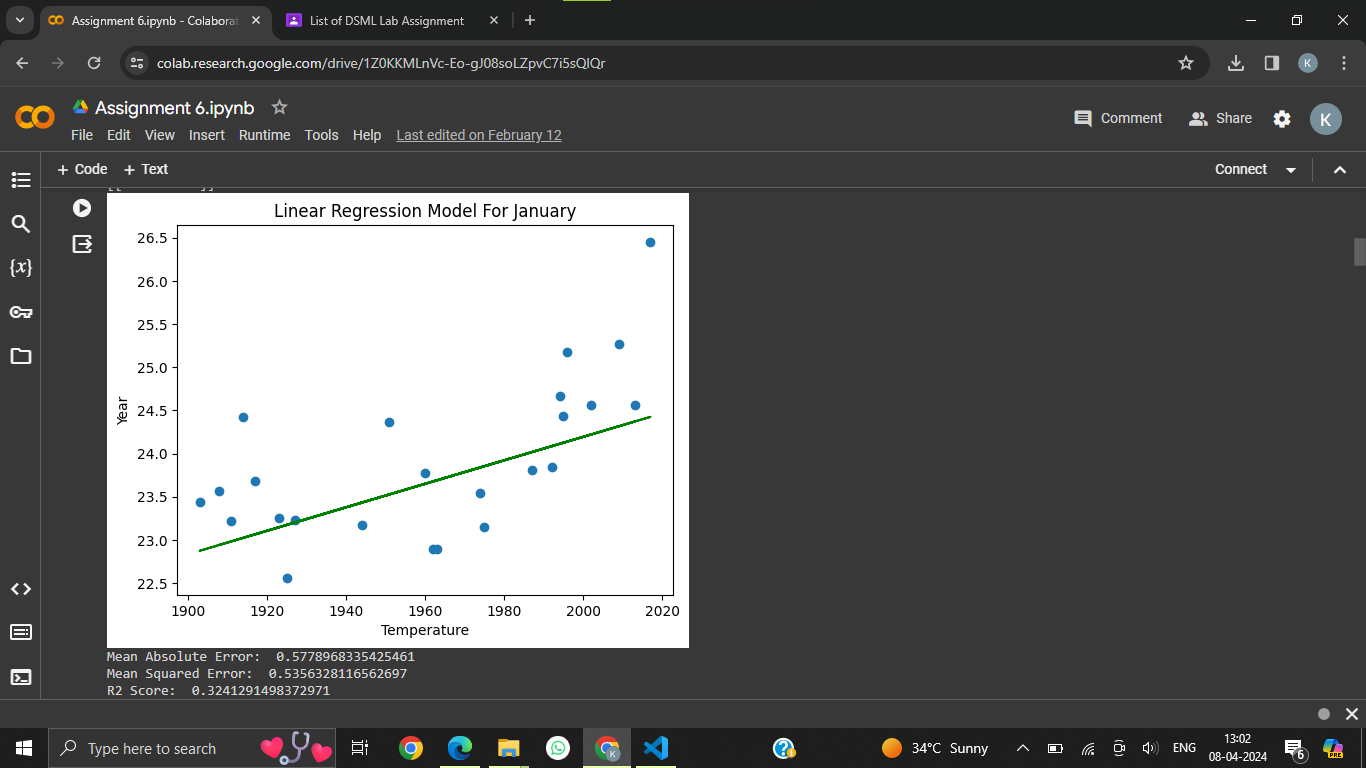 Assignment 6.ipynb - Colaborat
List of DSML Lab Assignment
colab.research.google.com/drive/1Z0KKMLnVc-Eo-gJ08soLZpvC7i5sQlQr
K
Assignment 6.ipynb
File Edit View Insert Runtime Tools Help Last edited on February 12
Comment Share K
+ Code + Text
Connect
{x}
Linear Regression Model For January
26.5
26.0
25.5
25.0
24.5
24.0
23.5
23.0
22.5
Year
1900 1920 1940 1960 1980 2000 2020
Temperature
Mean Absolute Error: 0.5778968335425461
Mean Squared Error: 0.5356328116562697
R2 Score: 0.3241291498372971
Type here to search
K
34°C Sunny
ENG
13:02
08-04-2024
6
PRE